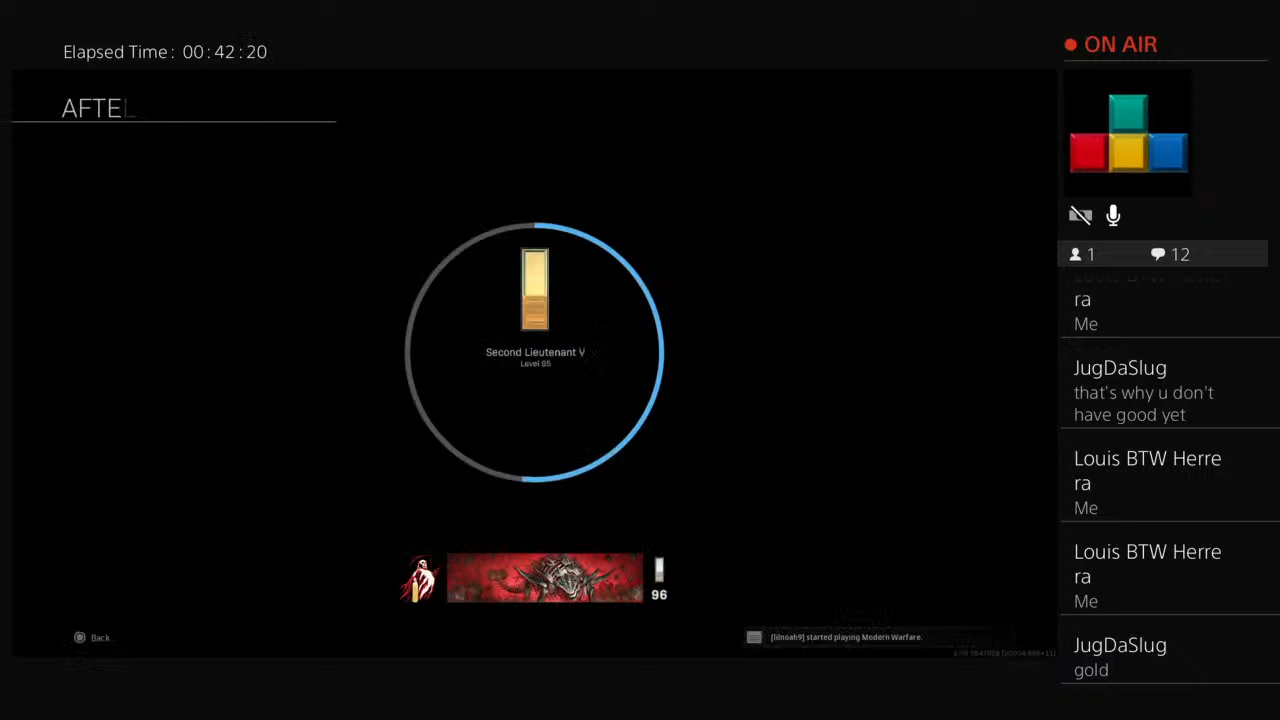 Elapsed Time: 00:42:20
ON AIR
AFTE
1 12
ra
Me
JugDaSlug
that's why u don't
have good yet
Louis BTW Herre
ra
Me
Louis BTW Herre
ra
Me
JugDaSlug
gold
Second Lieutenant V
Level 95
96
Back
[lilnoah9] started playing Modern Warfare.